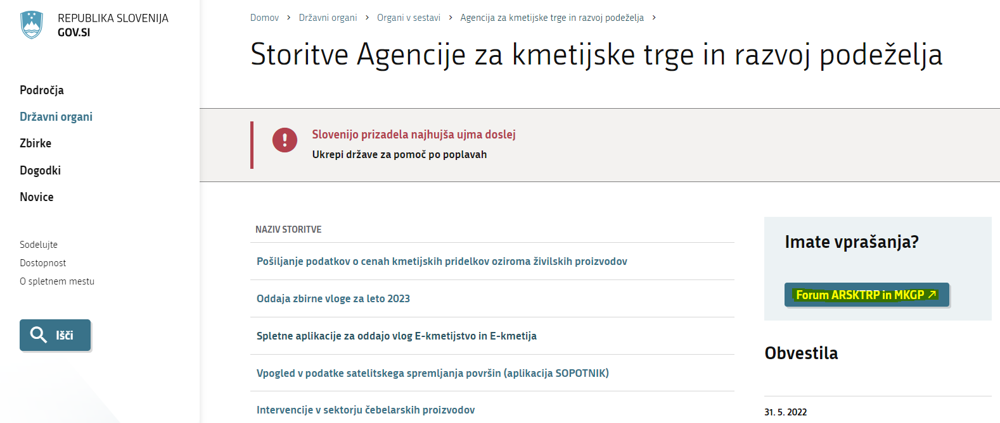 REPUBLIKA SLOVENIJA
GOV.SI
Področja
Državni organi
Zbirke
Dogodki
Novice
Sodelujte
Dostopnost
O spletnem mestu
Išči
Domov > Državni organi > Organi v sestavi > Agencija za kmetijske trge in razvoj podeželja >
Storitve Agencije za kmetijske trge in razvoj podeželja
Slovenijo prizadela najhujša ujma doslej
Ukrepi države za pomoč po poplavah
NAZIV STORITVE
Pošiljanje podatkov o cenah kmetijskih pridelkov oziroma živilskih proizvodov
Oddaja zbirne vloge za leto 2023
Spletne aplikacije za oddajo vlog E-kmetijstvo in E-kmetija
Vpogled v podatke satelitskega spremljanja površin (aplikacija SOPOTNIK)
Intervencije v sektorju čebelarskih proizvodov
Imate vprašanja?
Forum ARSKTRP in MKGP
Obvestila
31. 5. 2022